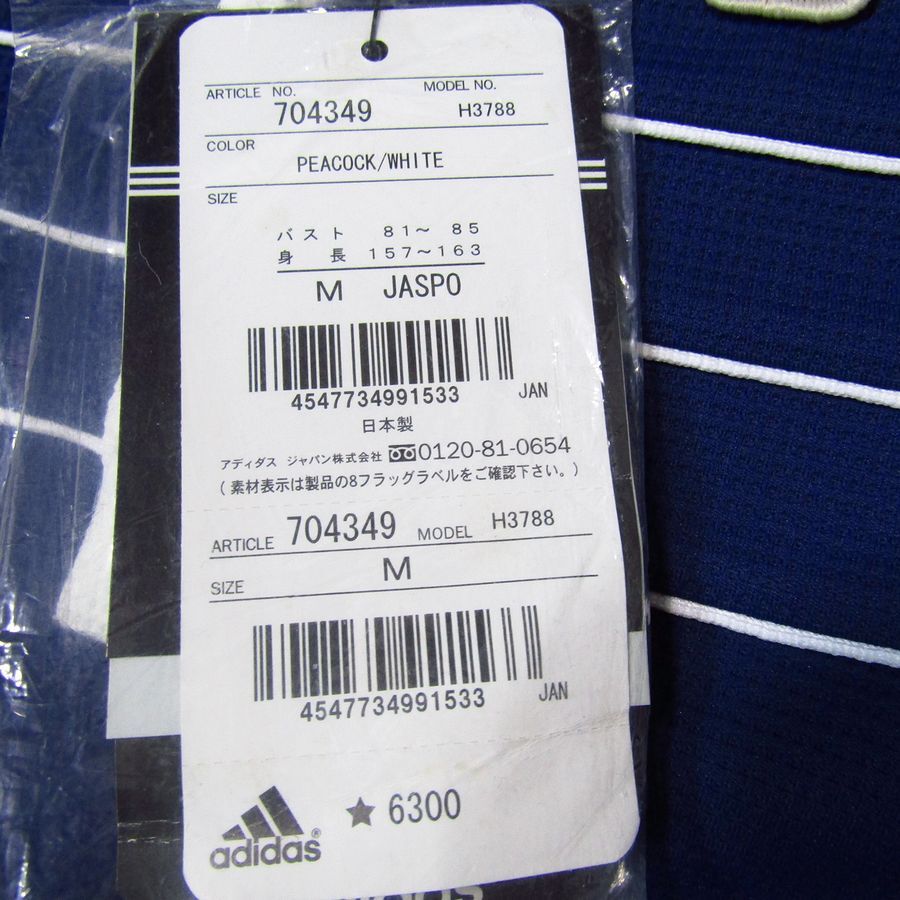 ARTICLE NO. 704349 MODEL NO. H3788
COLOR
PEACOCK/WHITE
SIZE
バスト 81～ 85
身長 157～163
M JASPO
4547734991533 JAN
日本製
アディダス ジャパン株式会社 0120-81-0654
(素材表示は製品の8フラッグラベルをご確認下さい。)
ARTICLE 704349 MODEL H3788
SIZE M
4547734991533 JAN
adidas® ★6300